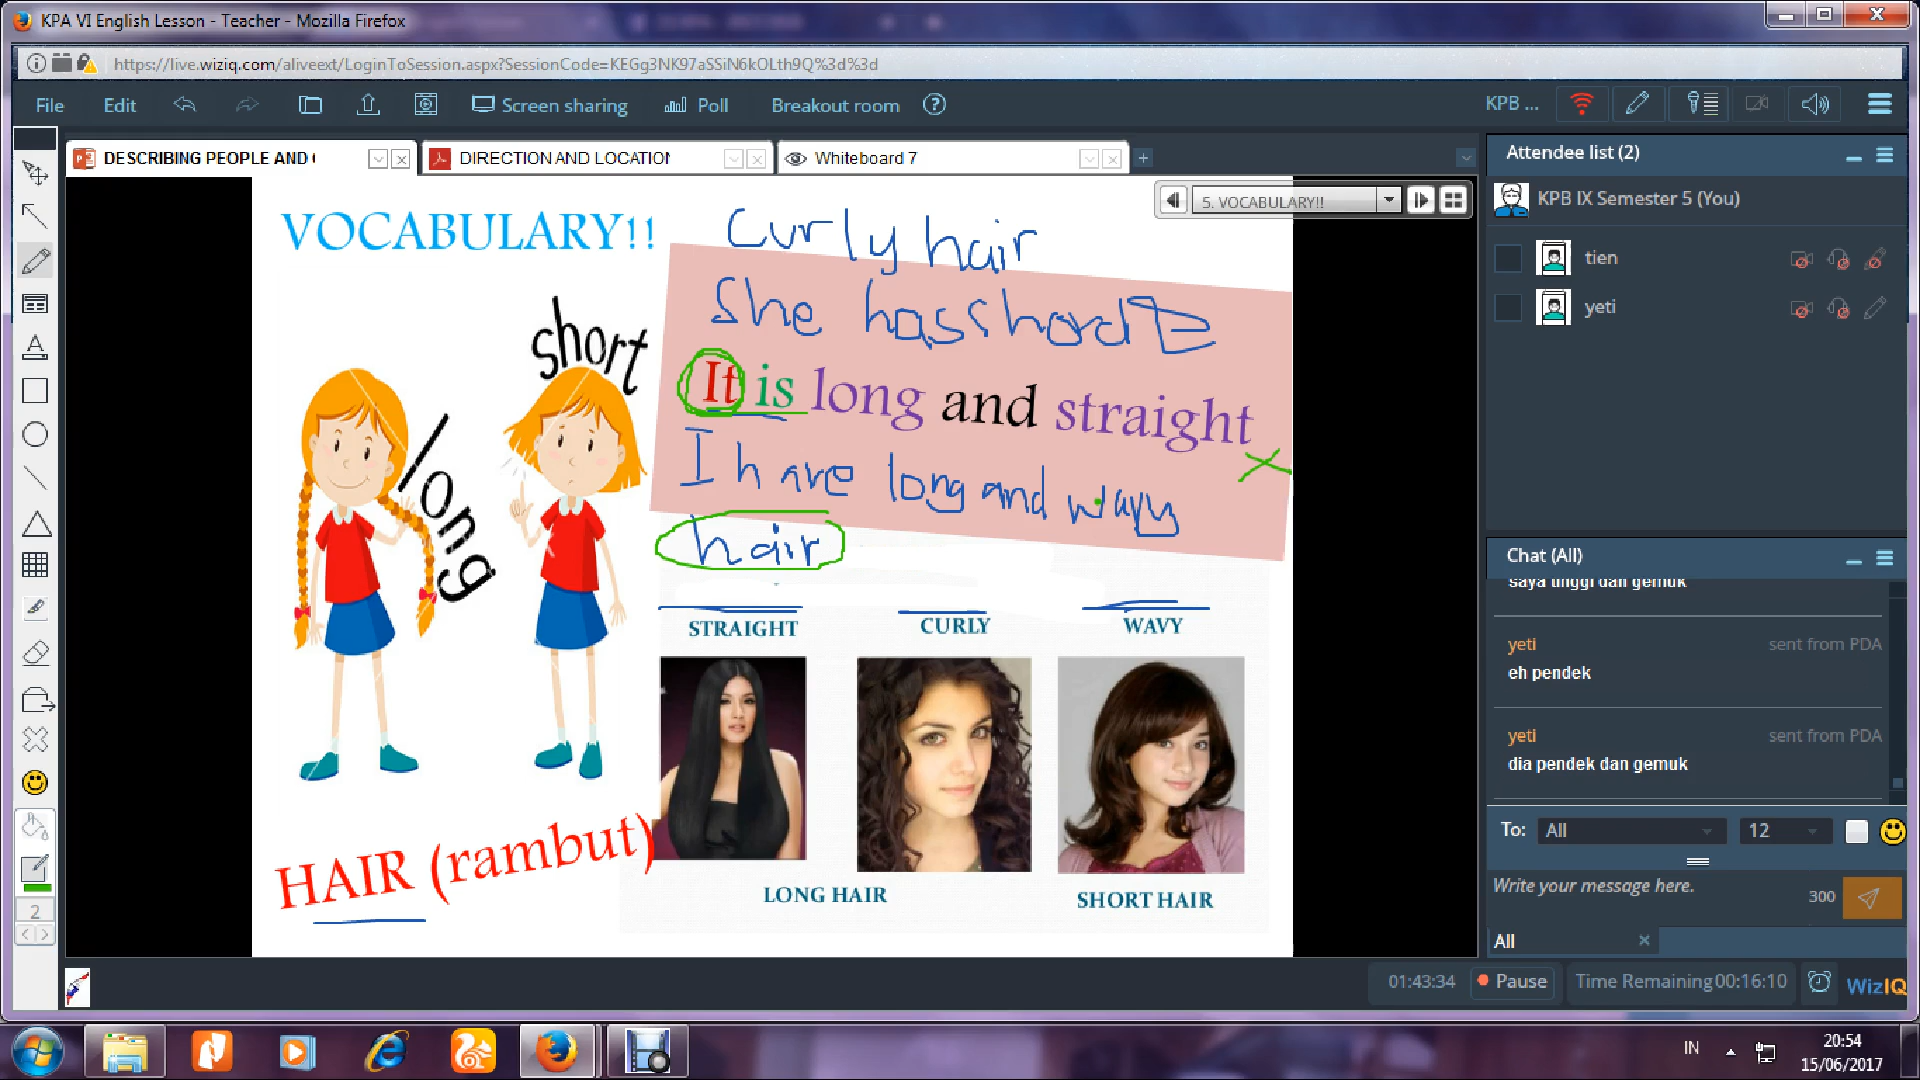 KPA VI English Lesson - Teacher - Mozilla Firefox
https://live.wiziq.com/aliveext/LoginToSession.aspx?SessionCode=KEGg3NK97aSSiN6kOLth9Q%3d%3d
File Edit Screen sharing Poll Breakout room KPB ...
DESCRIBING PEOPLE AND
DIRECTION AND LOCATION
Whiteboard 7
5. VOCABULARY!!
VOCABULARY!!
Curly hair
She has short
It is long and straight
I have long and wavy
hair
short
long
STRAIGHT CURLY WAVY
LONG HAIR SHORT HAIR
HAIR (rambut)
2
Attendee list (2)
KPB IX Semester 5 (You)
tien
yeti
Chat (All)
saya tinggi dan gemuk
yeti sent from PDA
eh pendek
yeti sent from PDA
dia pendek dan gemuk
To: All 12
Write your message here.
300
All
01:43:34 Pause Time Remaining 00:16:10 WizIQ
IN
20:54
15/06/2017